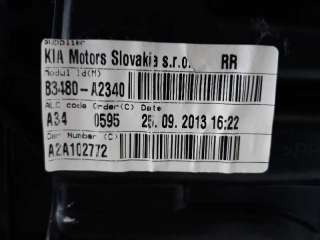 supplier
KIA Motors Slovakia s.r.o. RR
Modul Id(M)
83480-A2340
ALC code Order(C) Date
A34 0595 25.09.2013 16:22
Car Number (C)
A2A102772